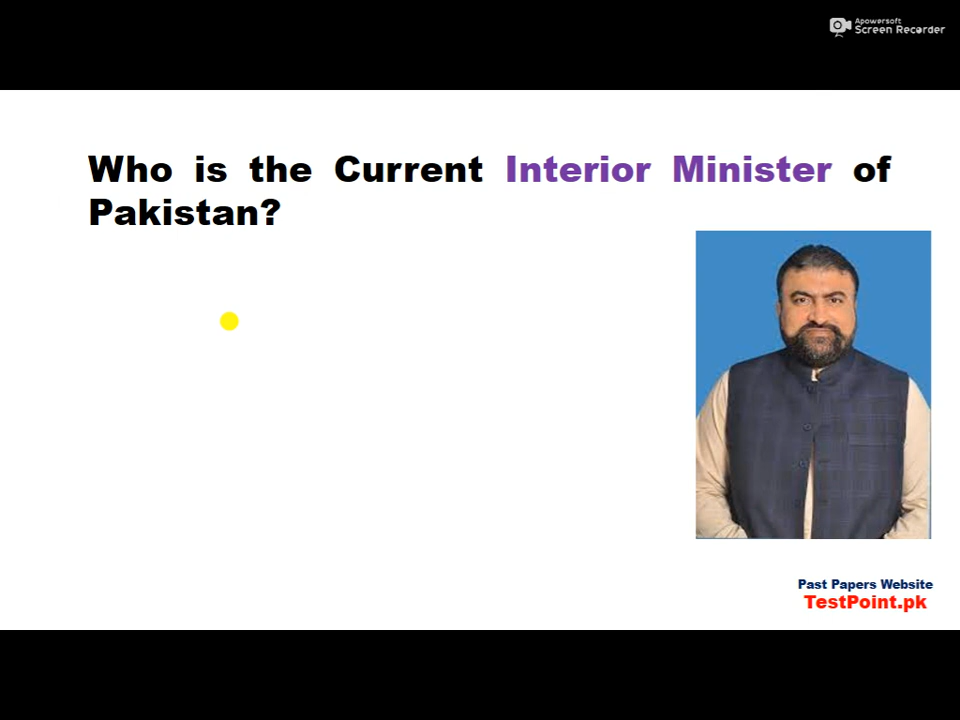 Apowersoft
Screen Recorder
Who is the Current Interior Minister of
Pakistan?
Past Papers Website
TestPoint.pk